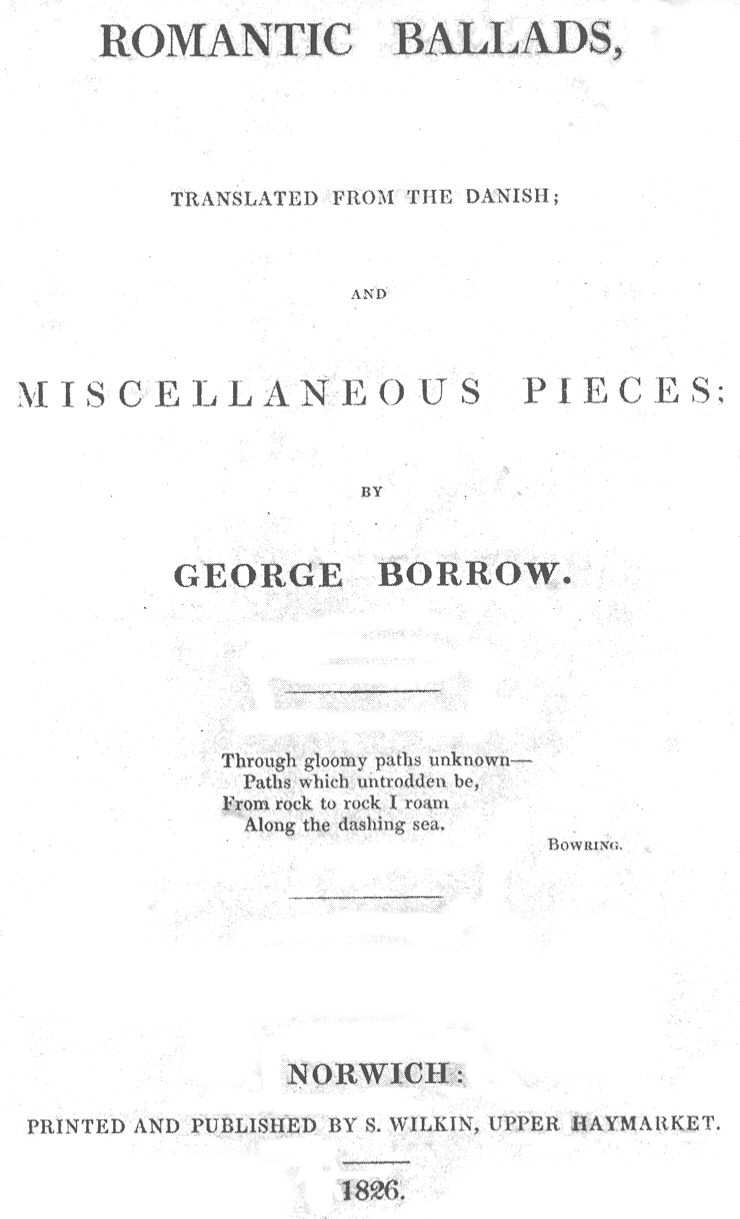 ROMANTIC BALLADS,
TRANSLATED FROM THE DANISH;
AND
MISCELLANEOUS PIECES;
BY
GEORGE BORROW.
Through gloomy paths unknown—
Paths which untrodden be,
From rock to rock I roam
Along the dashing sea.
BOWRING.
NORWICH:
PRINTED AND PUBLISHED BY S. WILKIN, UPPER HAYMARKET.
1826.